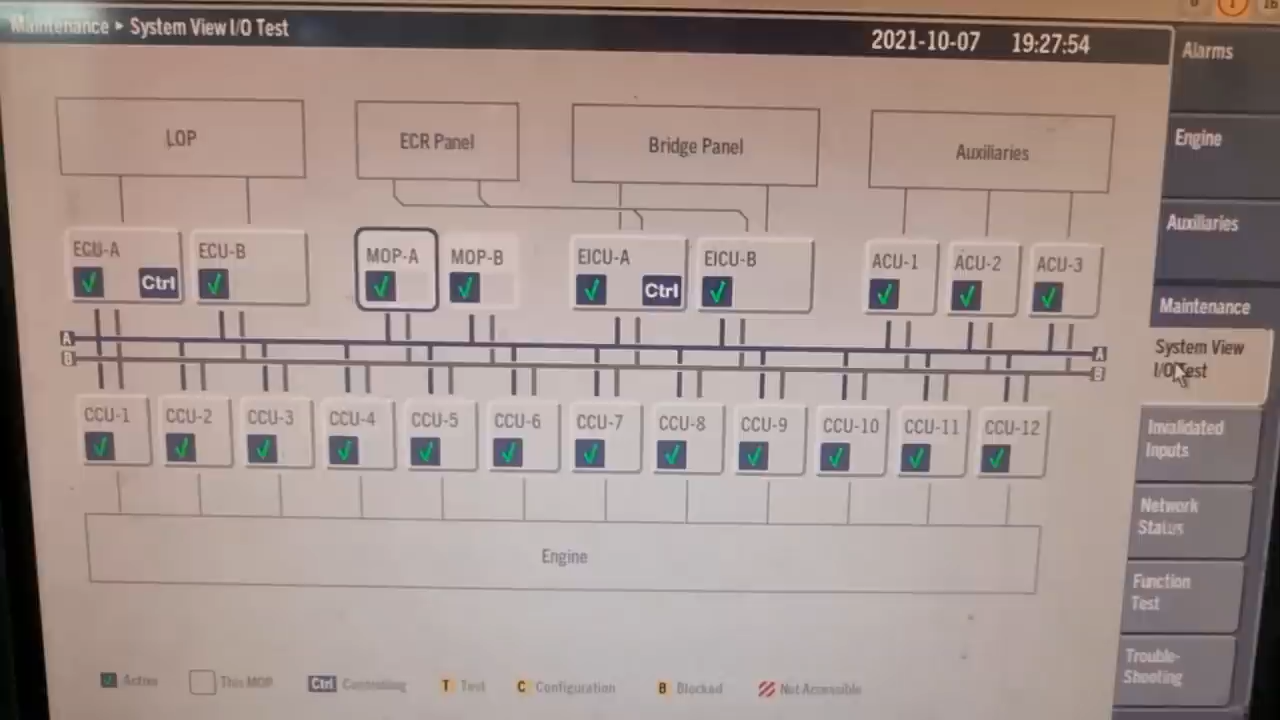 Maintenance ▸ System View I/O Test
2021-10-07 19:27:54
Alarms
Engine
Auxiliaries
Maintenance
System View
I/O Test
Invalidated
Inputs
Network
Status
Function
Test
Trouble-
Shooting
LOP
ECR Panel
Bridge Panel
Auxiliaries
ECU-A
Ctrl
ECU-B
MOP-A
MOP-B
EICU-A
Ctrl
EICU-B
ACU-1
ACU-2
ACU-3
A
A
B
B
CCU-1
CCU-2
CCU-3
CCU-4
CCU-5
CCU-6
CCU-7
CCU-8
CCU-9
CCU-10
CCU-11
CCU-12
Engine
Active
This MOP
Ctrl Controlling
T Test
C Configuration
B Blocked
Not Accessible